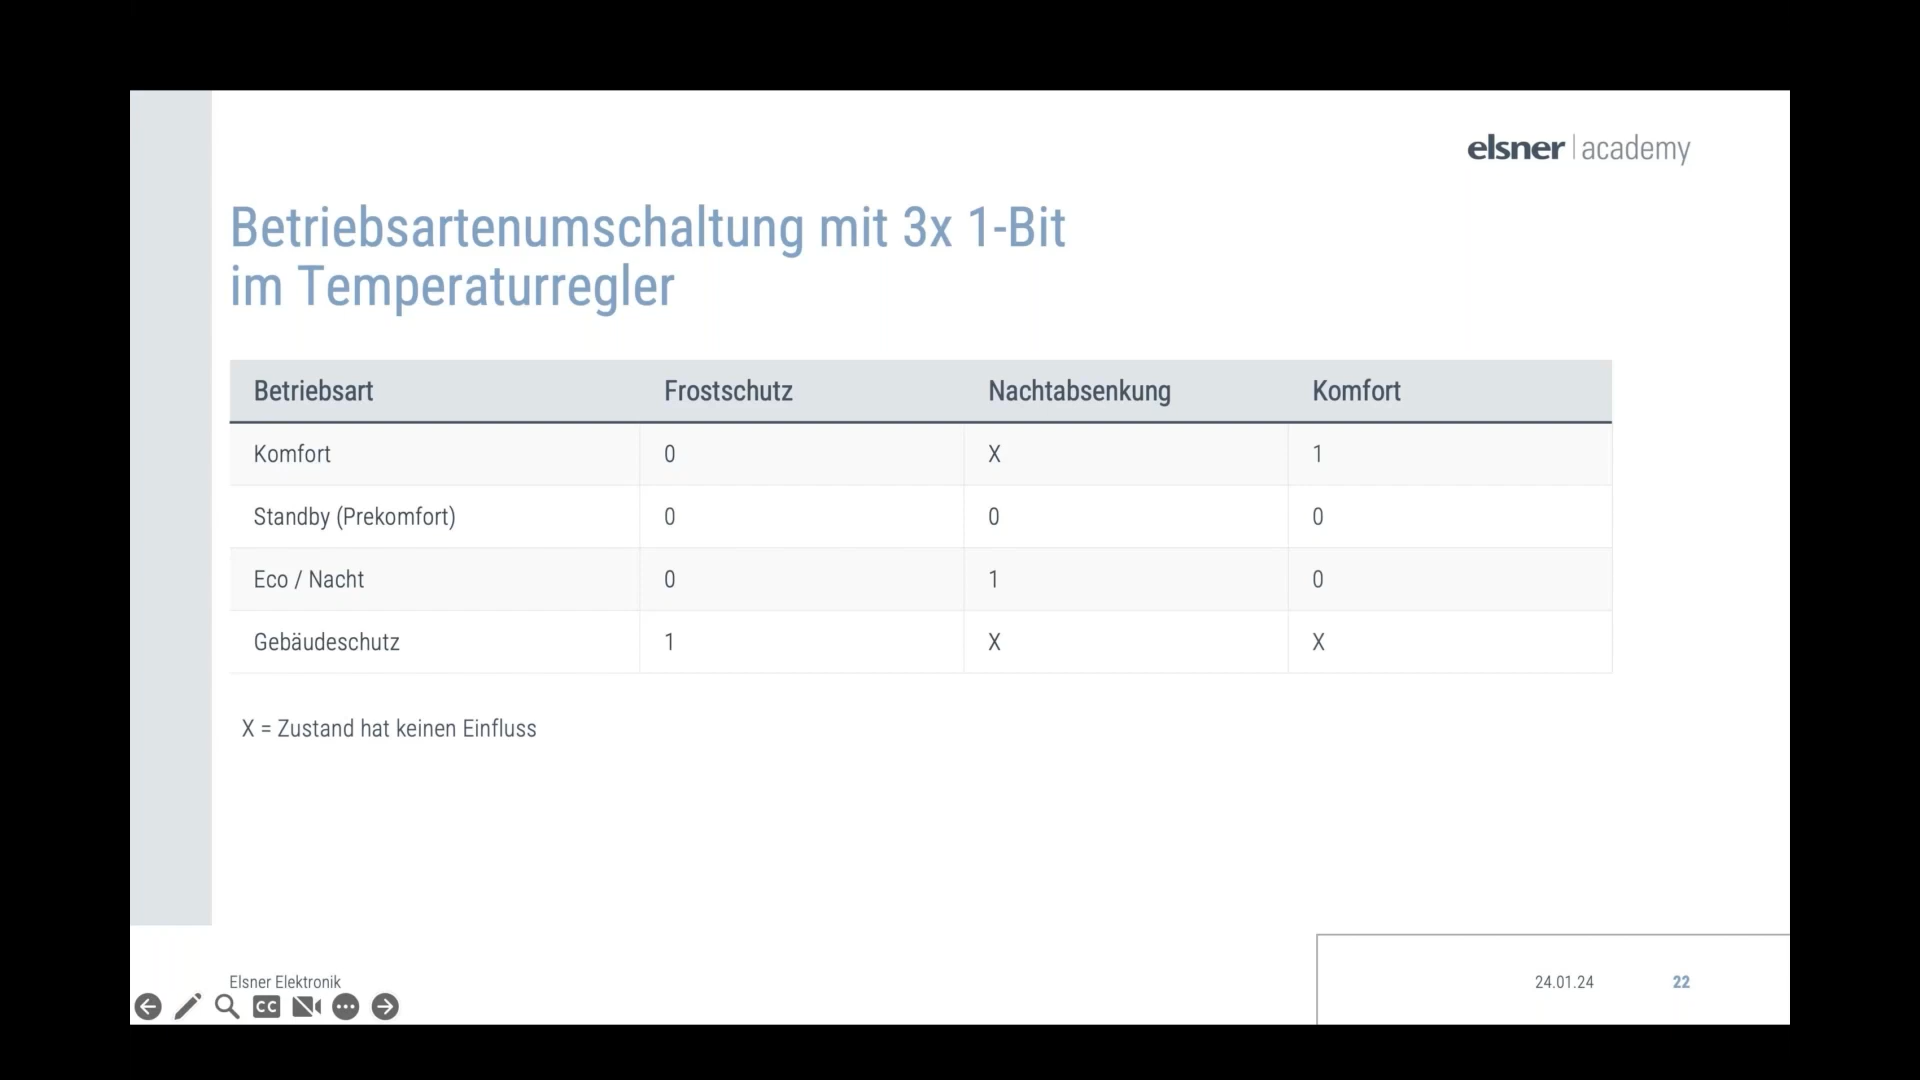 elsner | academy
Betriebsartenumschaltung mit 3x 1-Bit
im Temperaturregler
Betriebsart Frostschutz Nachtabsenkung Komfort
Komfort 0 X 1
Standby (Prekomfort) 0 0 0
Eco / Nacht 0 1 0
Gebäudeschutz 1 X X
X = Zustand hat keinen Einfluss
Elsner Elektronik
CC
24.01.24 22